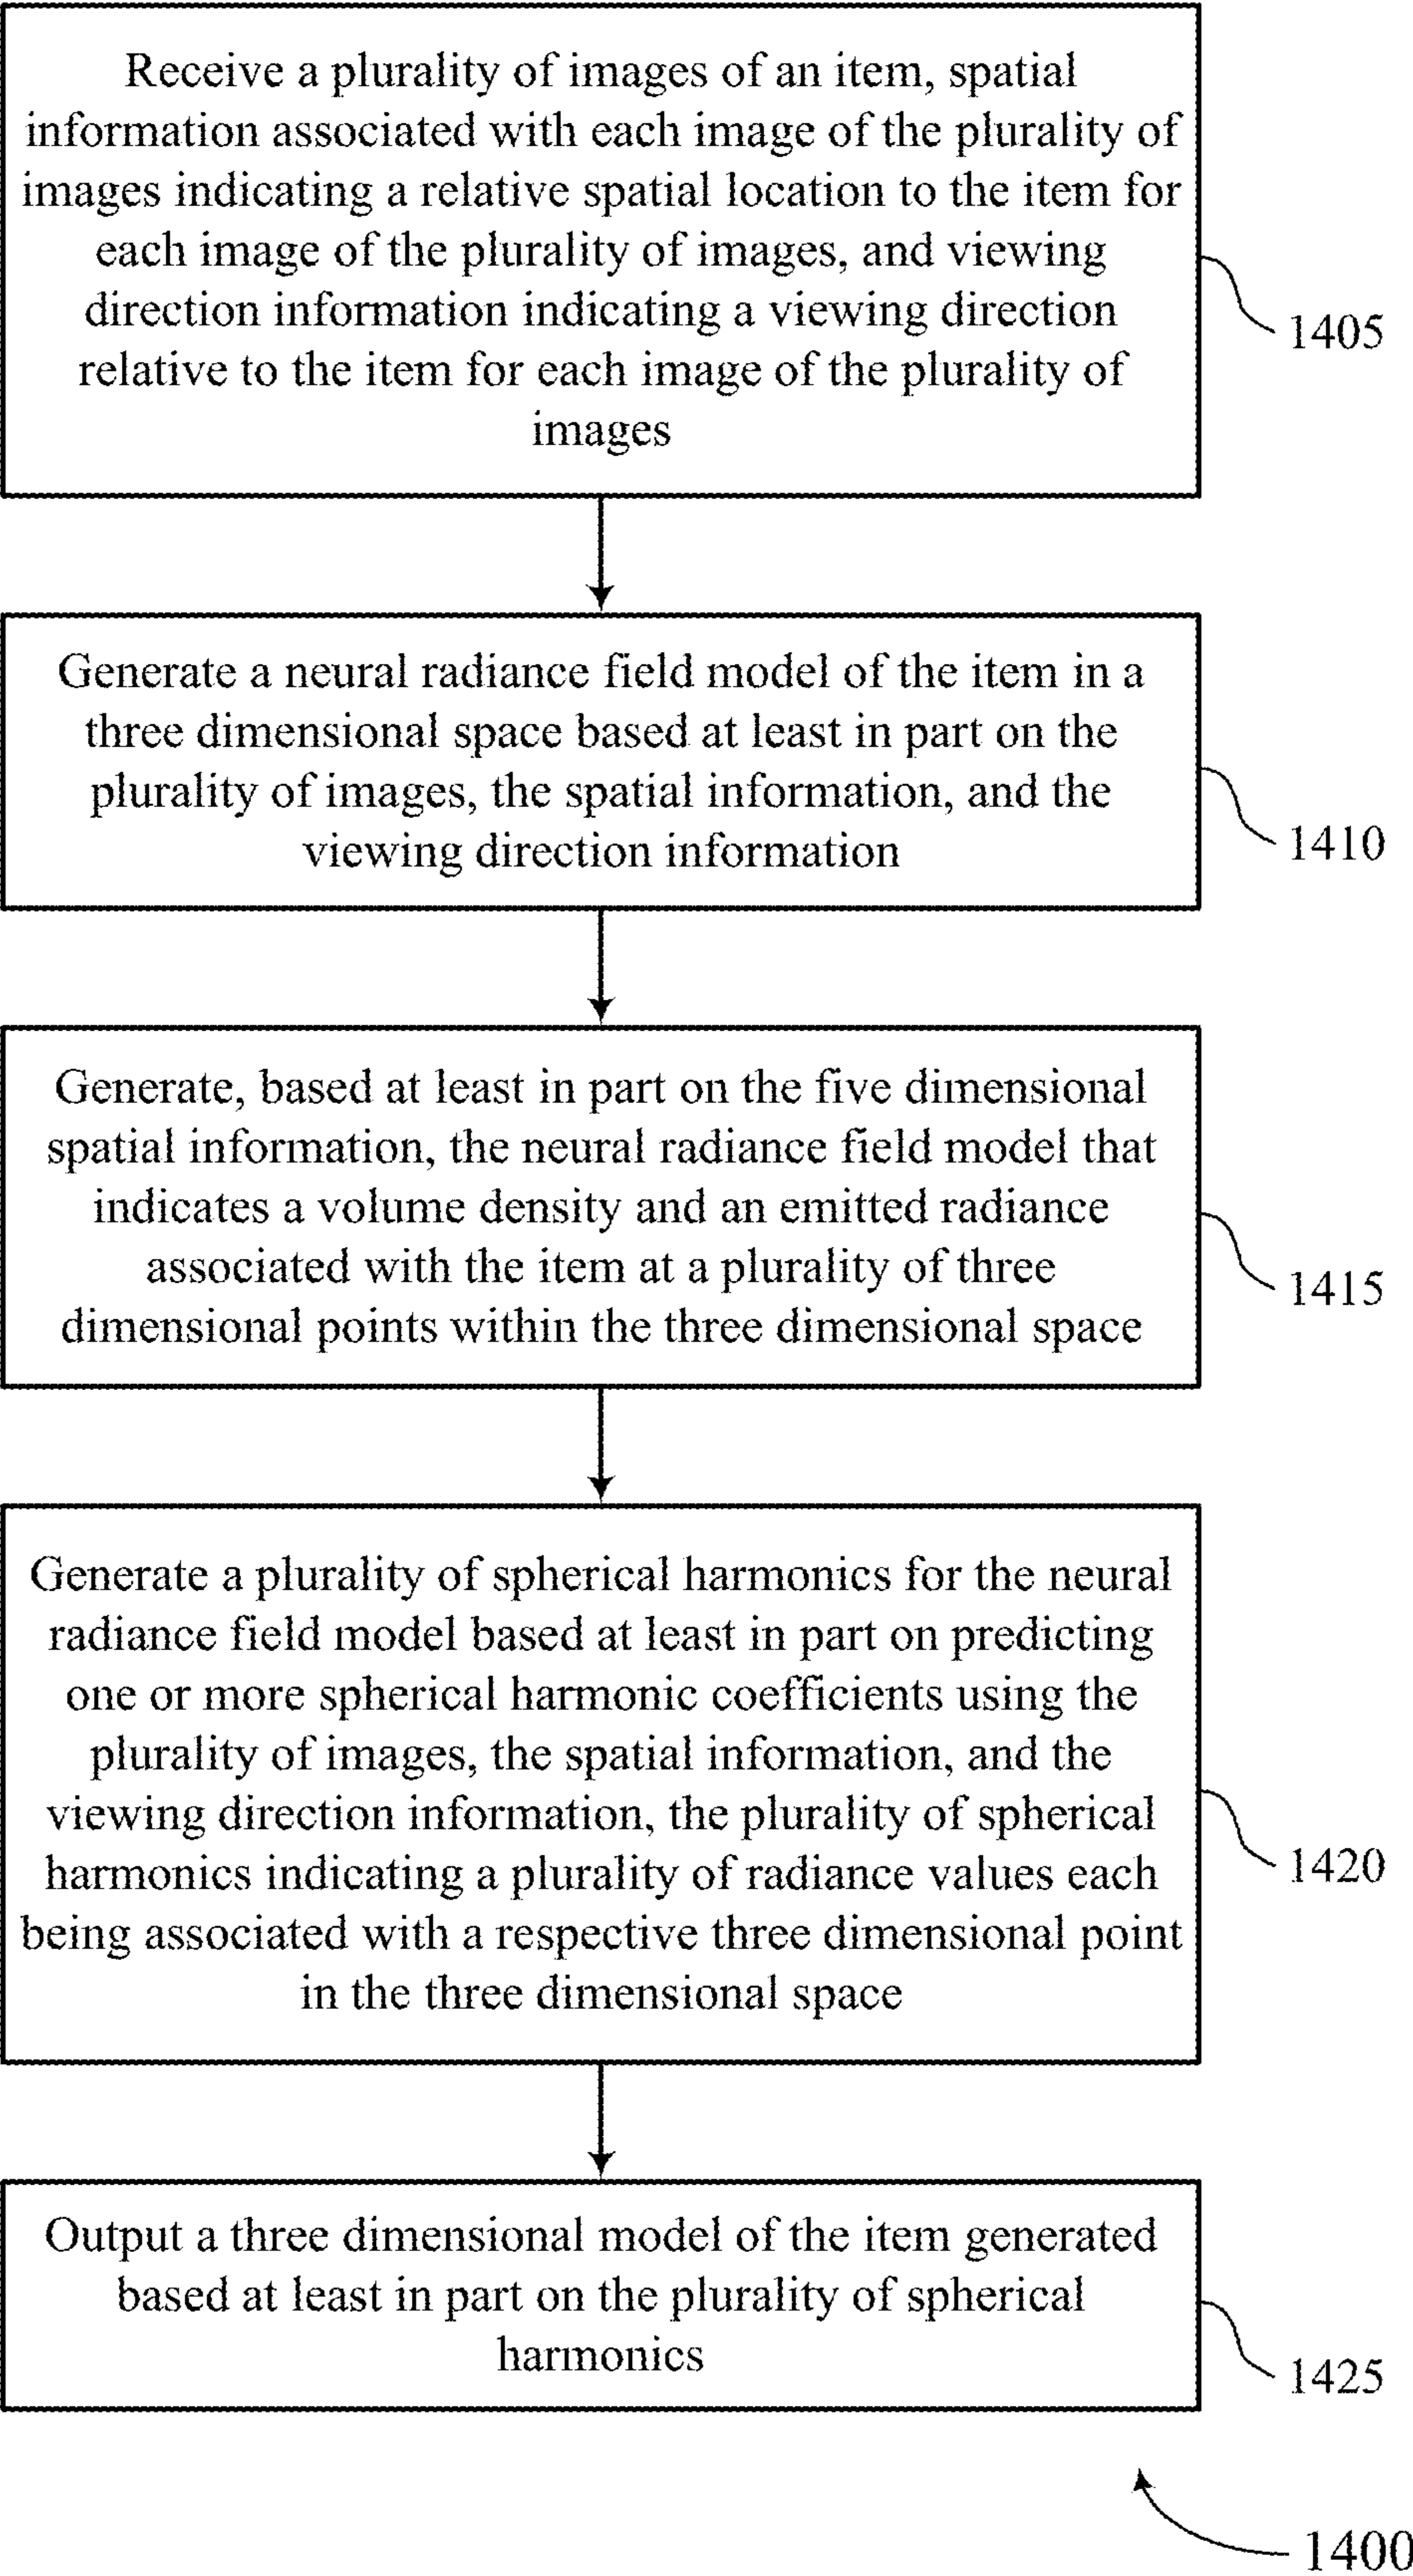 Receive a plurality of images of an item, spatial
information associated with each image of the plurality of
images indicating a relative spatial location to the item for
each image of the plurality of images, and viewing
direction information indicating a viewing direction
relative to the item for each image of the plurality of
images
1405
Generate a neural radiance field model of the item in a
three dimensional space based at least in part on the
plurality of images, the spatial information, and the
viewing direction information
1410
Generate, based at least in part on the five dimensional
spatial information, the neural radiance field model that
indicates a volume density and an emitted radiance
associated with the item at a plurality of three
dimensional points within the three dimensional space
1415
Generate a plurality of spherical harmonics for the neural
radiance field model based at least in part on predicting
one or more spherical harmonic coefficients using the
plurality of images, the spatial information, and the
viewing direction information, the plurality of spherical
harmonics indicating a plurality of radiance values each
being associated with a respective three dimensional point
in the three dimensional space
1420
Output a three dimensional model of the item generated
based at least in part on the plurality of spherical
harmonics
1425
1400